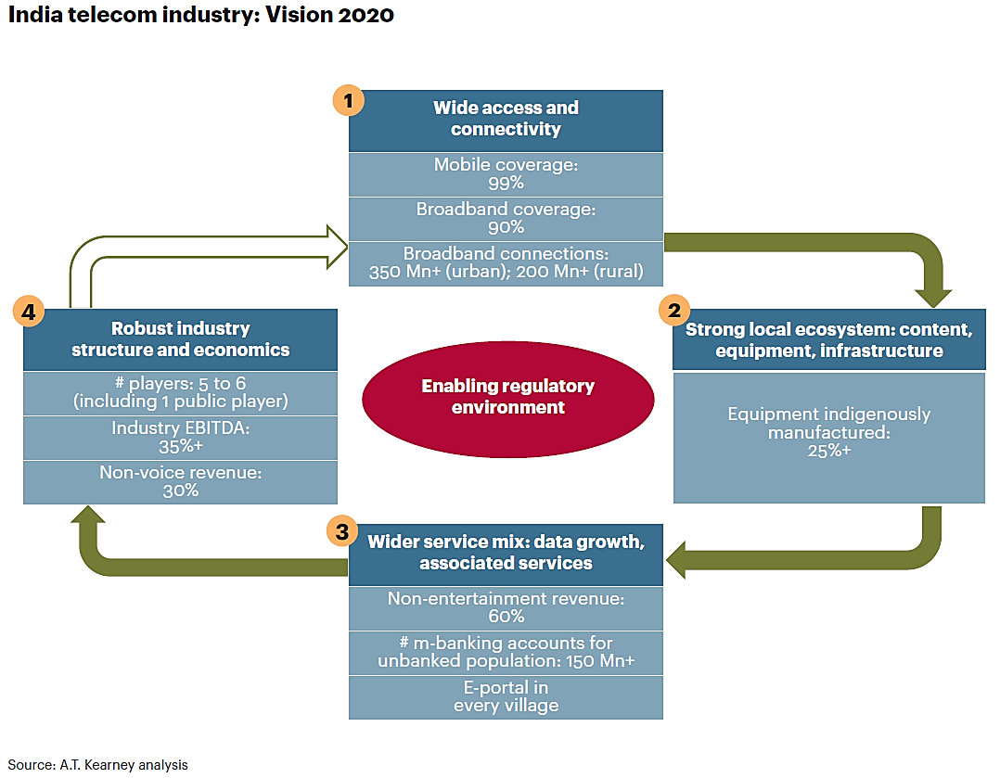 India telecom industry: Vision 2020
1
Wide access and
connectivity
Mobile coverage:
99%
Broadband coverage:
90%
Broadband connections:
350 Mn+ (urban); 200 Mn+ (rural)
2
Strong local ecosystem: content,
equipment, infrastructure
Equipment indigenously
manufactured:
25%+
3
Wider service mix: data growth,
associated services
Non-entertainment revenue:
60%
# m-banking accounts for
unbanked population: 150 Mn+
E-portal in
every village
4
Robust industry
structure and economics
# players: 5 to 6
(including 1 public player)
Industry EBITDA:
35%+
Non-voice revenue:
30%
Enabling regulatory
environment
Source: A.T. Kearney analysis